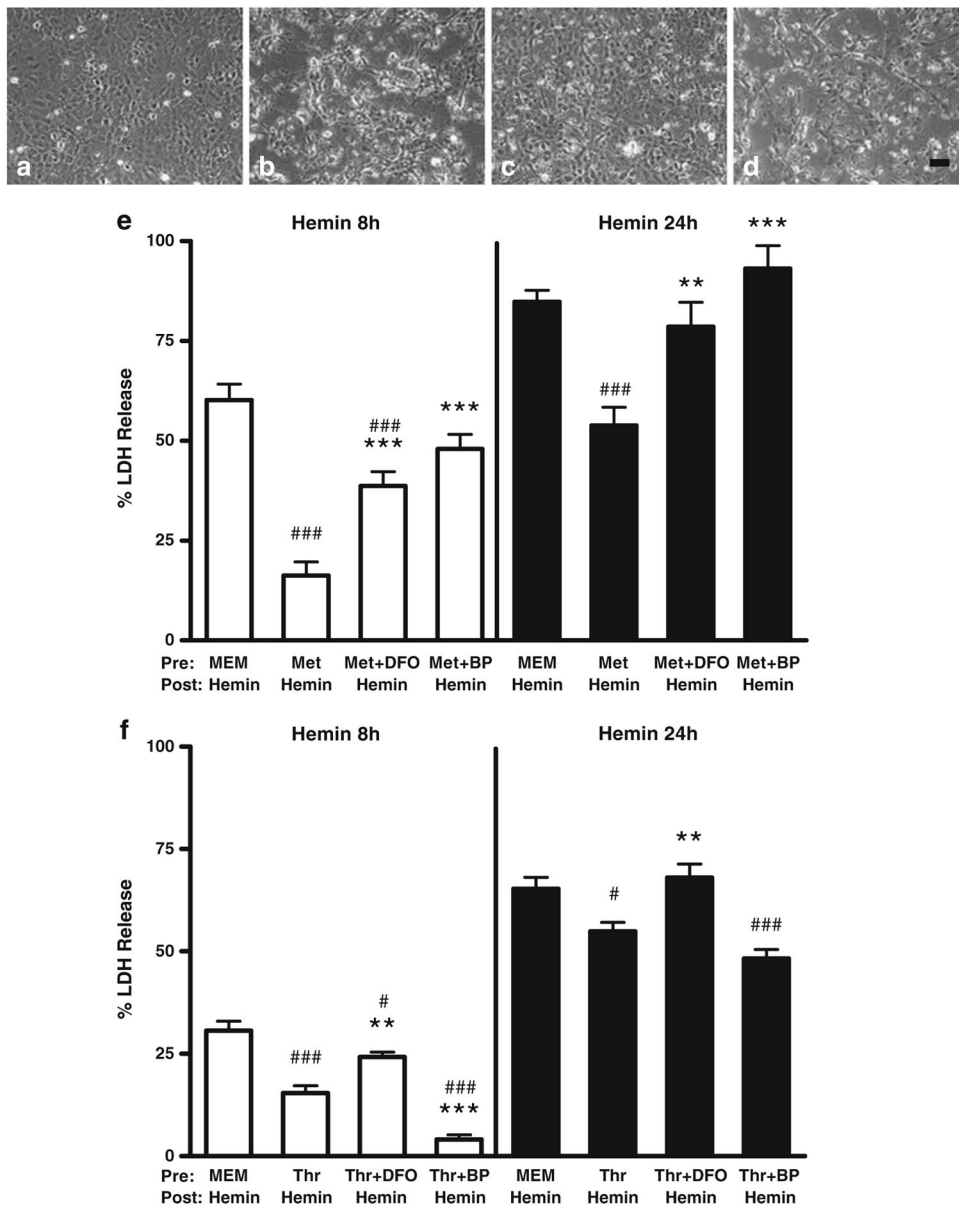 a b c d
e Hemin 8h Hemin 24h
% LDH Release
100
75
50
25
0
###
###
***
***
###
**
***
Pre: MEM Met Met+DFO Met+BP MEM Met Met+DFO Met+BP
Post: Hemin Hemin Hemin Hemin Hemin Hemin Hemin Hemin
f Hemin 8h Hemin 24h
% LDH Release
100
75
50
25
0
###
#
**
###
***
#
**
###
Pre: MEM Thr Thr+DFO Thr+BP MEM Thr Thr+DFO Thr+BP
Post: Hemin Hemin Hemin Hemin Hemin Hemin Hemin Hemin